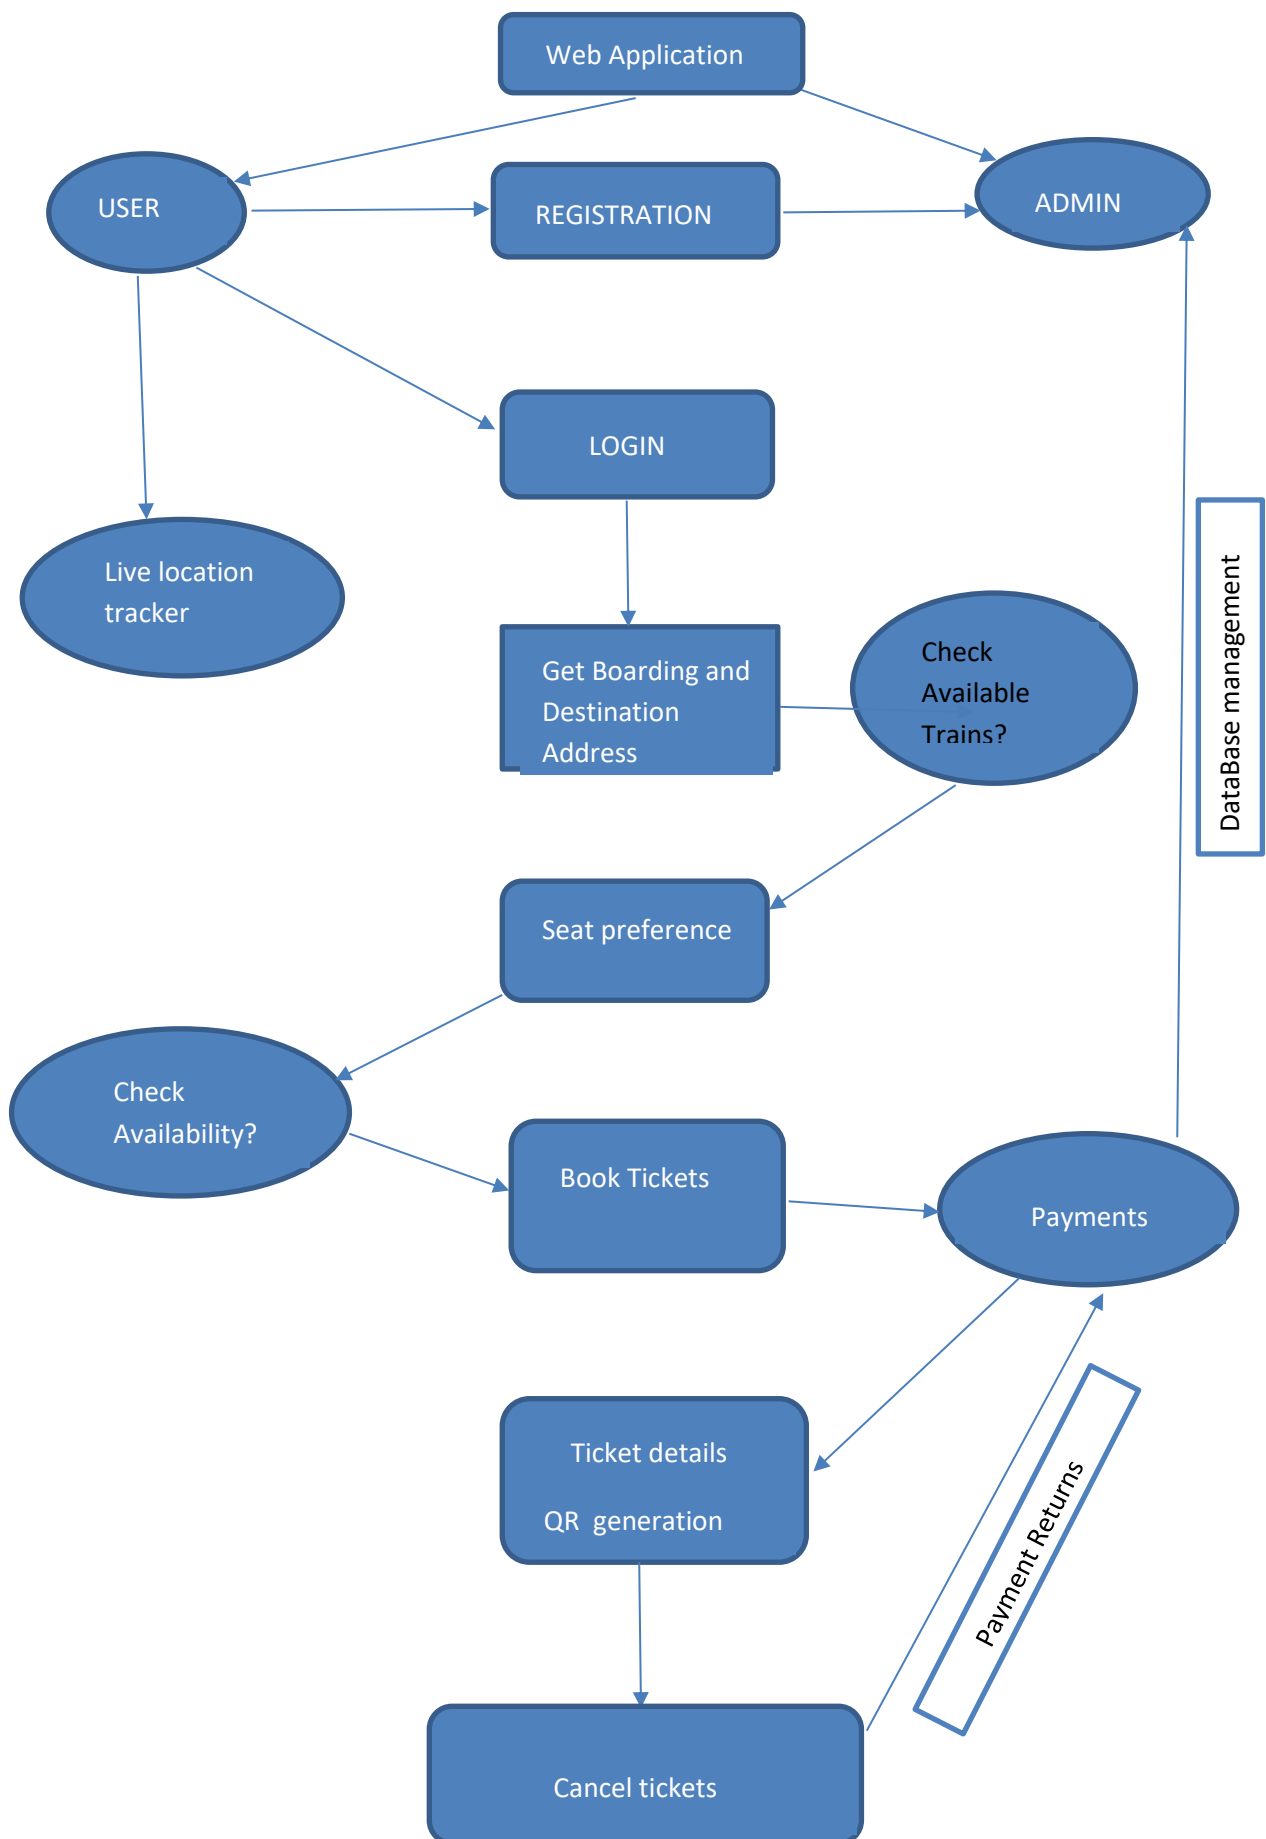 Web Application
USER
REGISTRATION
ADMIN
LOGIN
Live location
tracker
Get Boarding and
Destination
Address
Check
Available
Trains?
DataBase management
Seat preference
Check
Availability?
Book Tickets
Payments
Ticket details
QR  generation
Payment Returns
Cancel tickets